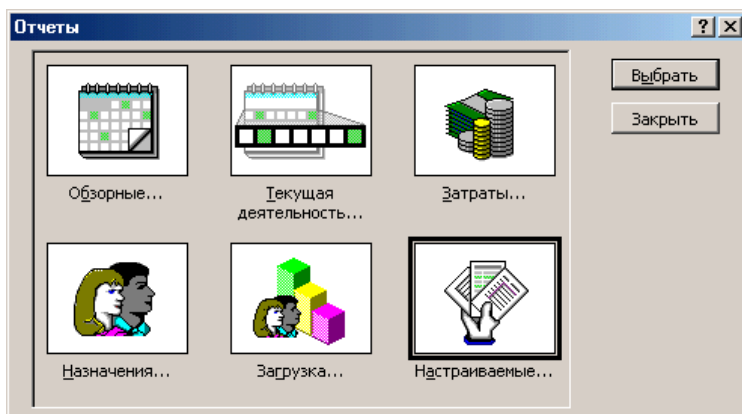 Отчеты
Выбрать
Закрыть
Обзорные...
Текущая
деятельность...
Затраты...
Назначения...
Загрузка...
Настраиваемые...